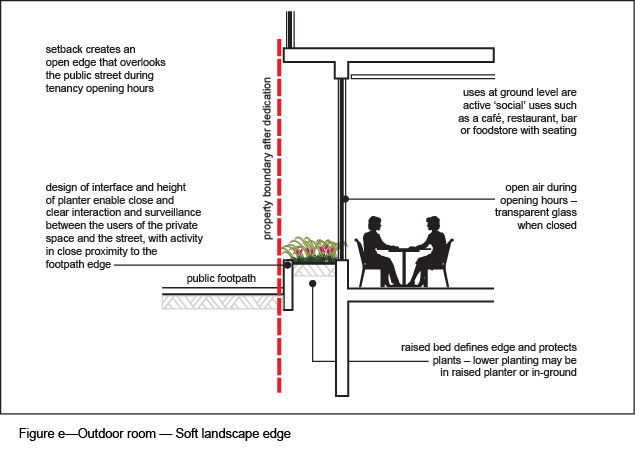 setback creates an
open edge that overlooks
the public street during
tenancy opening hours
property boundary after dedication
uses at ground level are
active ‘social’ uses such
as a café, restaurant, bar
or foodstore with seating
design of interface and height
of planter enable close and
clear interaction and surveillance
between the users of the private
space and the street, with activity
in close proximity to the
footpath edge
open air during
opening hours –
transparent glass
when closed
public footpath
raised bed defines edge and protects
plants – lower planting may be
in raised planter or in-ground
Figure e—Outdoor room — Soft landscape edge